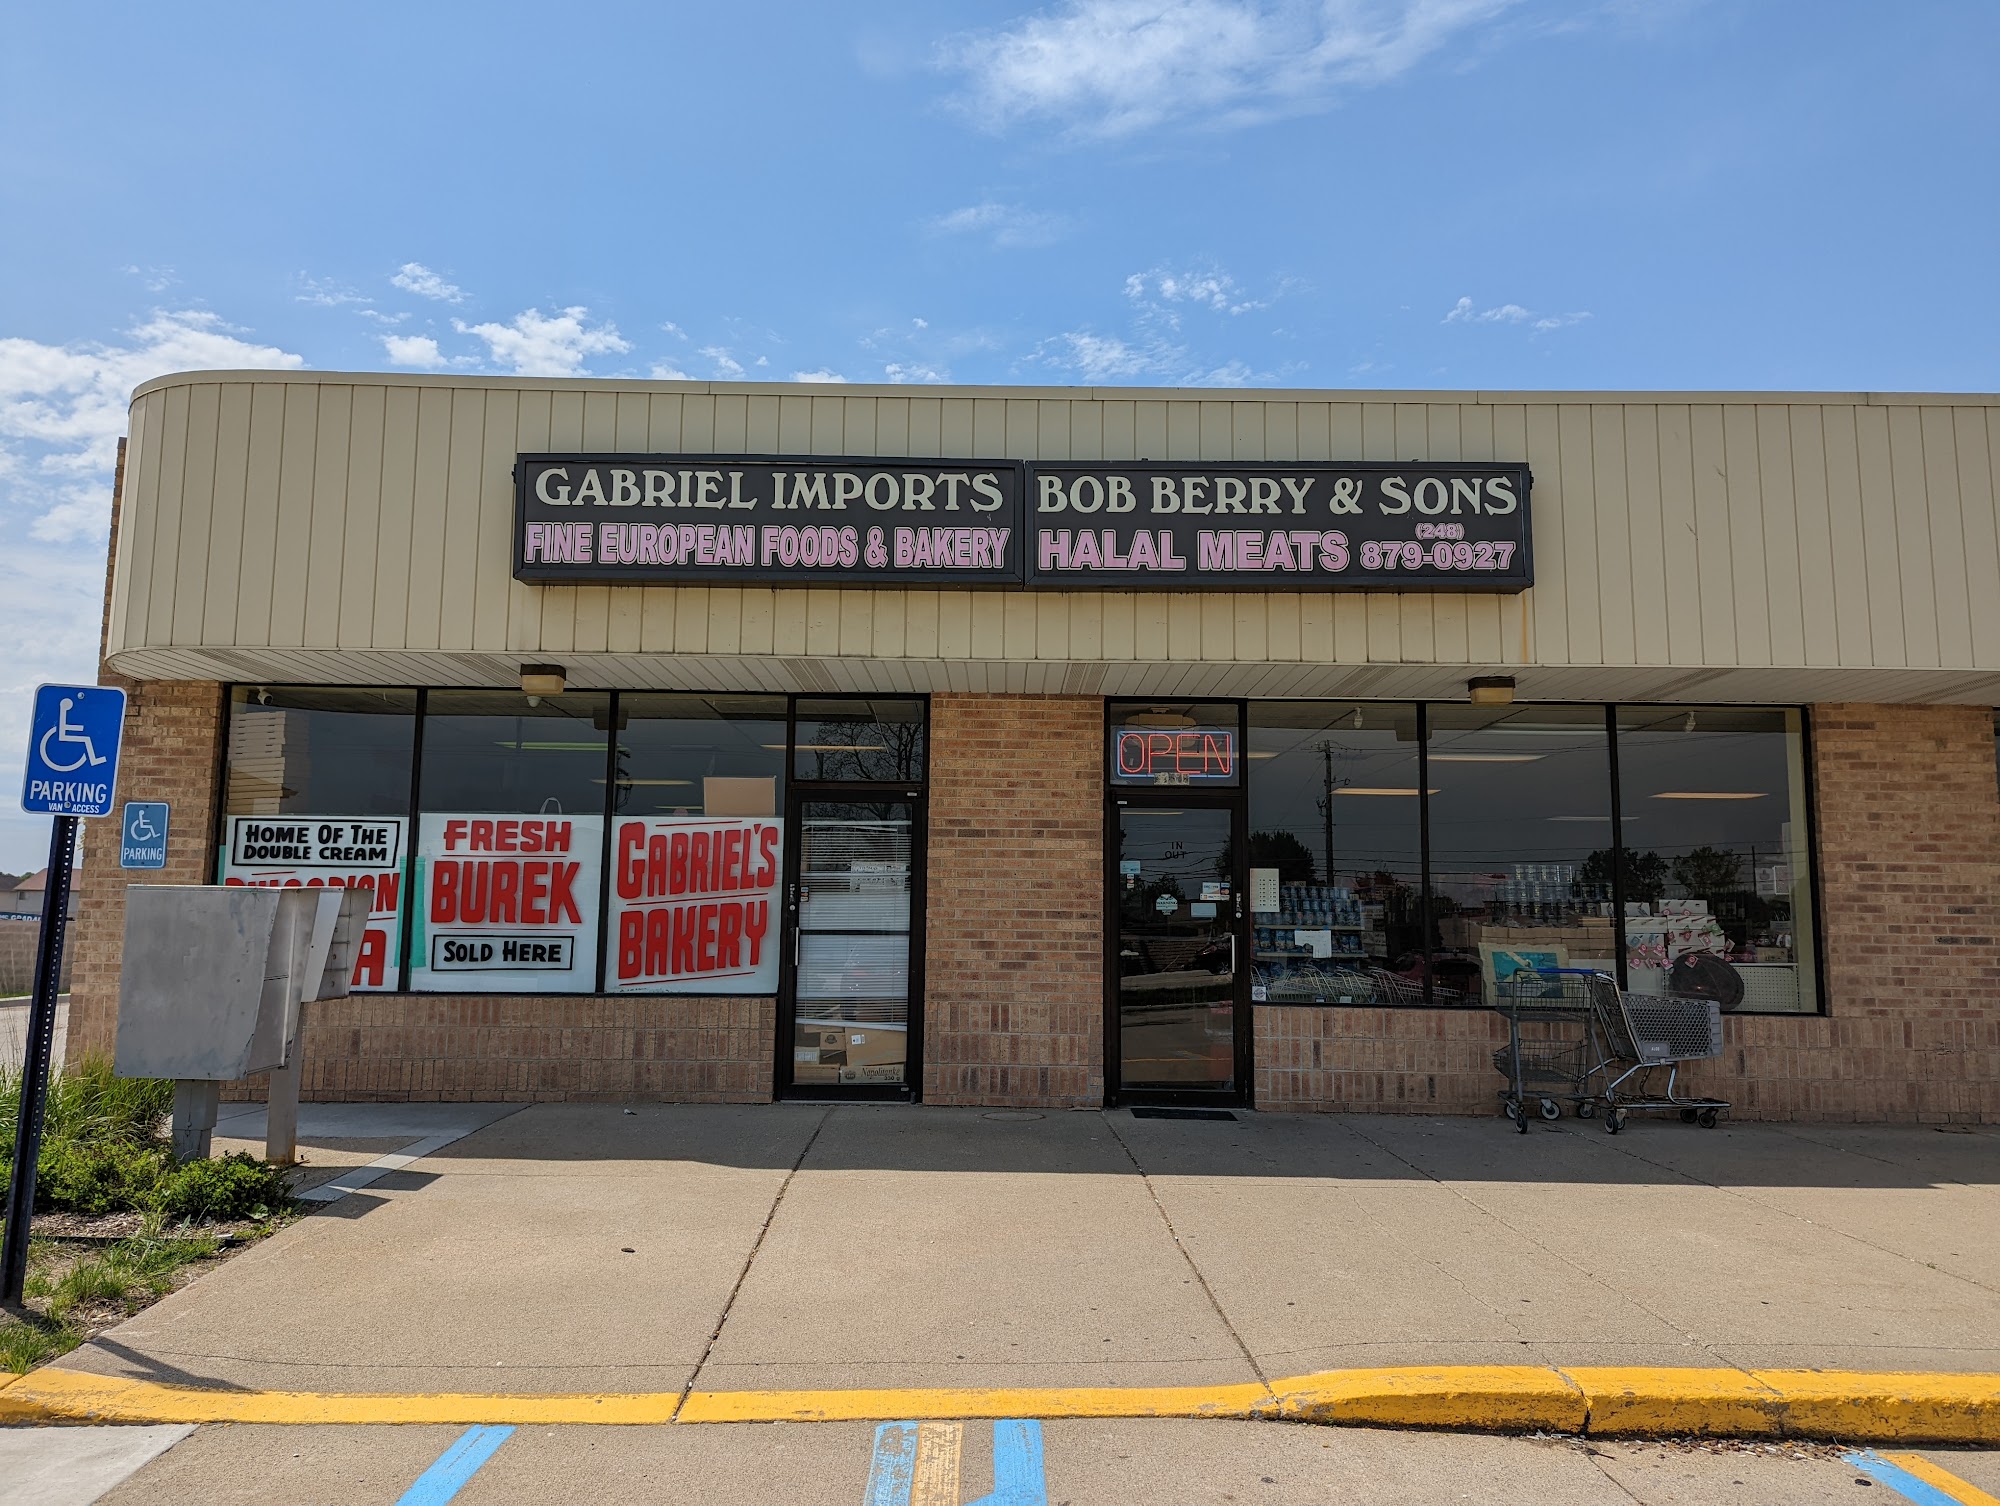 GABRIEL IMPORTS
FINE EUROPEAN FOODS & BAKERY
BOB BERRY & SONS
HALAL MEATS (248) 879-0927
PARKING
VAN ACCESS
PARKING
HOME OF THE
DOUBLE CREAM
FRESH
BUREK
SOLD HERE
GABRIEL'S
BAKERY
OPEN
IN
OUT
Napolitanke